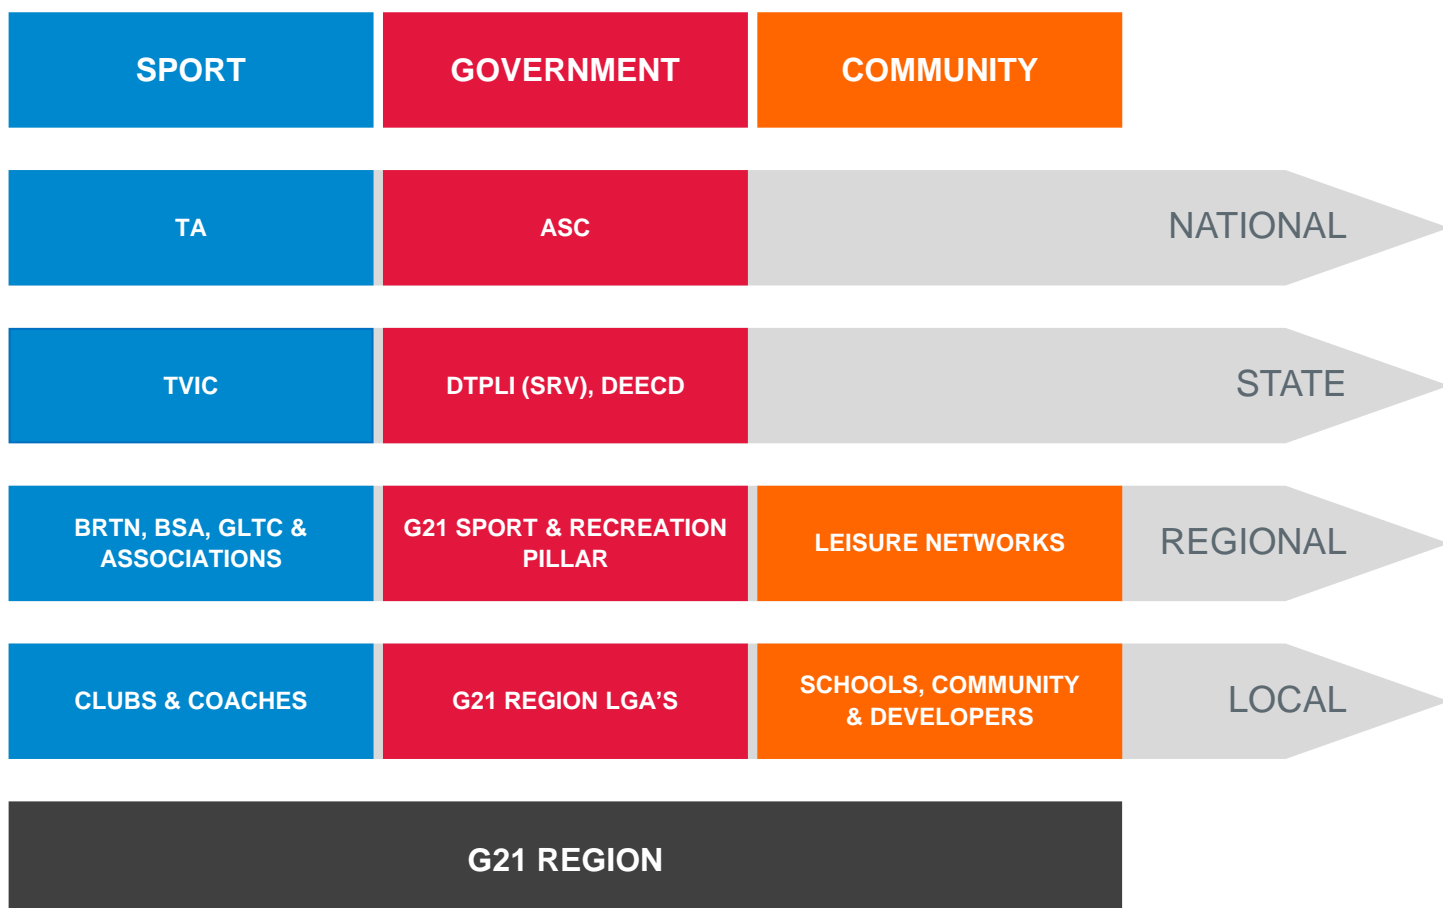 SPORT
GOVERNMENT
COMMUNITY
TA
ASC
NATIONAL
TVIC
DTPLI (SRV), DEECD
STATE
BRTN, BSA, GLTC &
ASSOCIATIONS
G21 SPORT & RECREATION
PILLAR
LEISURE NETWORKS
REGIONAL
CLUBS & COACHES
G21 REGION LGA’S
SCHOOLS, COMMUNITY
& DEVELOPERS
LOCAL
G21 REGION